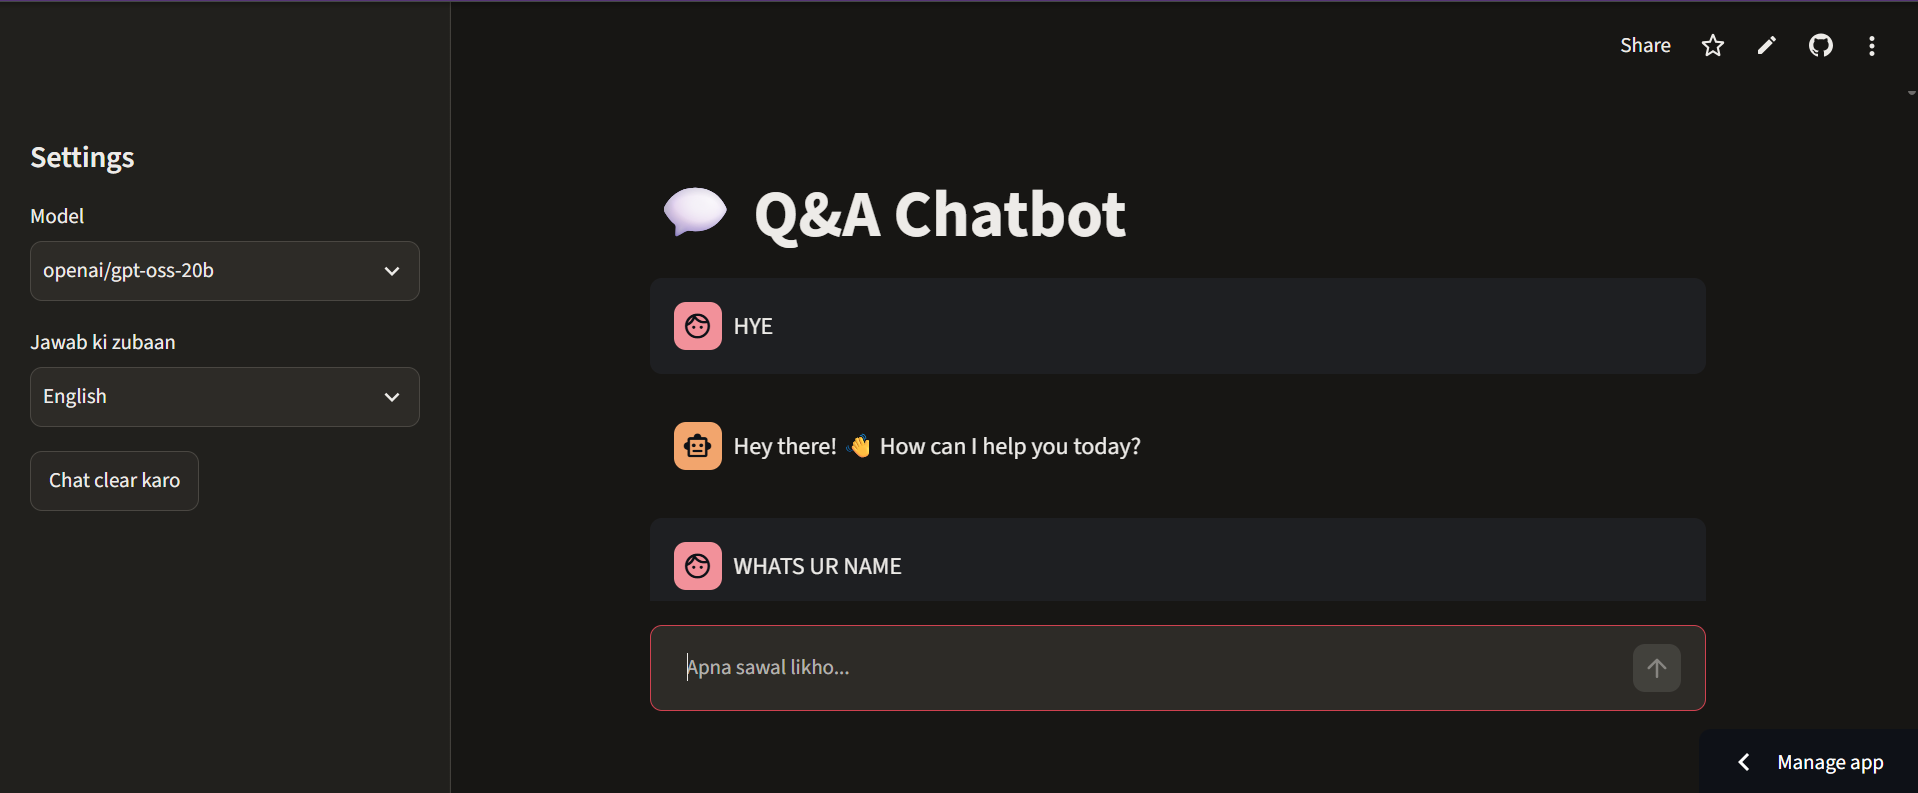 Share
Settings
Model
openai/gpt-oss-20b
Jawab ki zubaan
English
Chat clear karo
Q&A Chatbot
HYE
Hey there! 👋 How can I help you today?
WHATS UR NAME
Apna sawal likho...
Manage app